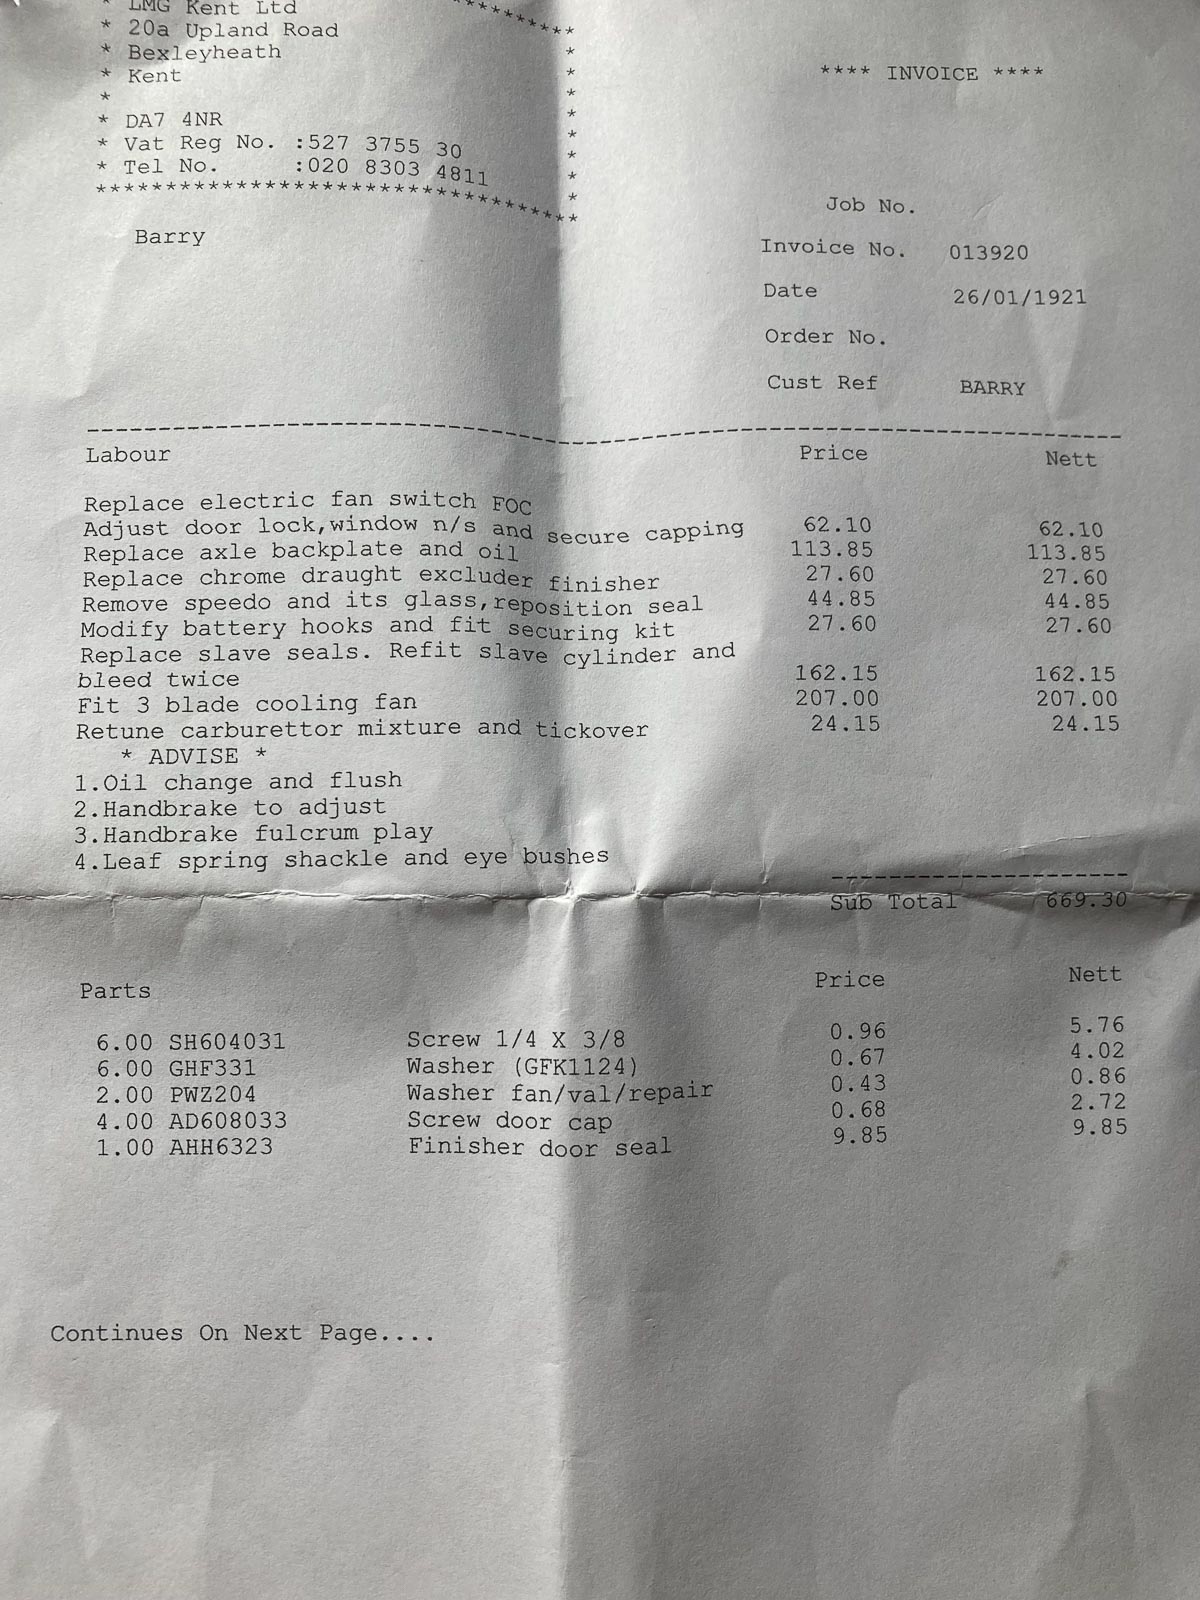 * LMG Kent Ltd
* 20a Upland Road
* Bexleyheath
* Kent
*
* DA7 4NR
* Vat Reg No. :527 3755 30
* Tel No. :020 8303 4811
**************************************
**** INVOICE ****
Barry
Job No.
Invoice No. 013920
Date 26/01/1921
Order No.
Cust Ref BARRY
Labour Price Nett
Replace electric fan switch FOC
Adjust door lock,window n/s and secure capping 62.10 62.10
Replace axle backplate and oil 113.85 113.85
Replace chrome draught excluder finisher 27.60 27.60
Remove speedo and its glass,reposition seal 44.85 44.85
Modify battery hooks and fit securing kit 27.60 27.60
Replace slave seals. Refit slave cylinder and
bleed twice 162.15 162.15
Fit 3 blade cooling fan 207.00 207.00
Retune carburettor mixture and tickover 24.15 24.15
* ADVISE *
1.Oil change and flush
2.Handbrake to adjust
3.Handbrake fulcrum play
4.Leaf spring shackle and eye bushes
Sub Total 669.30
Parts Price Nett
6.00 SH604031 Screw 1/4 X 3/8 0.96 5.76
6.00 GHF331 Washer (GFK1124) 0.67 4.02
2.00 PWZ204 Washer fan/val/repair 0.43 0.86
4.00 AD608033 Screw door cap 0.68 2.72
1.00 AHH6323 Finisher door seal 9.85 9.85
Continues On Next Page....